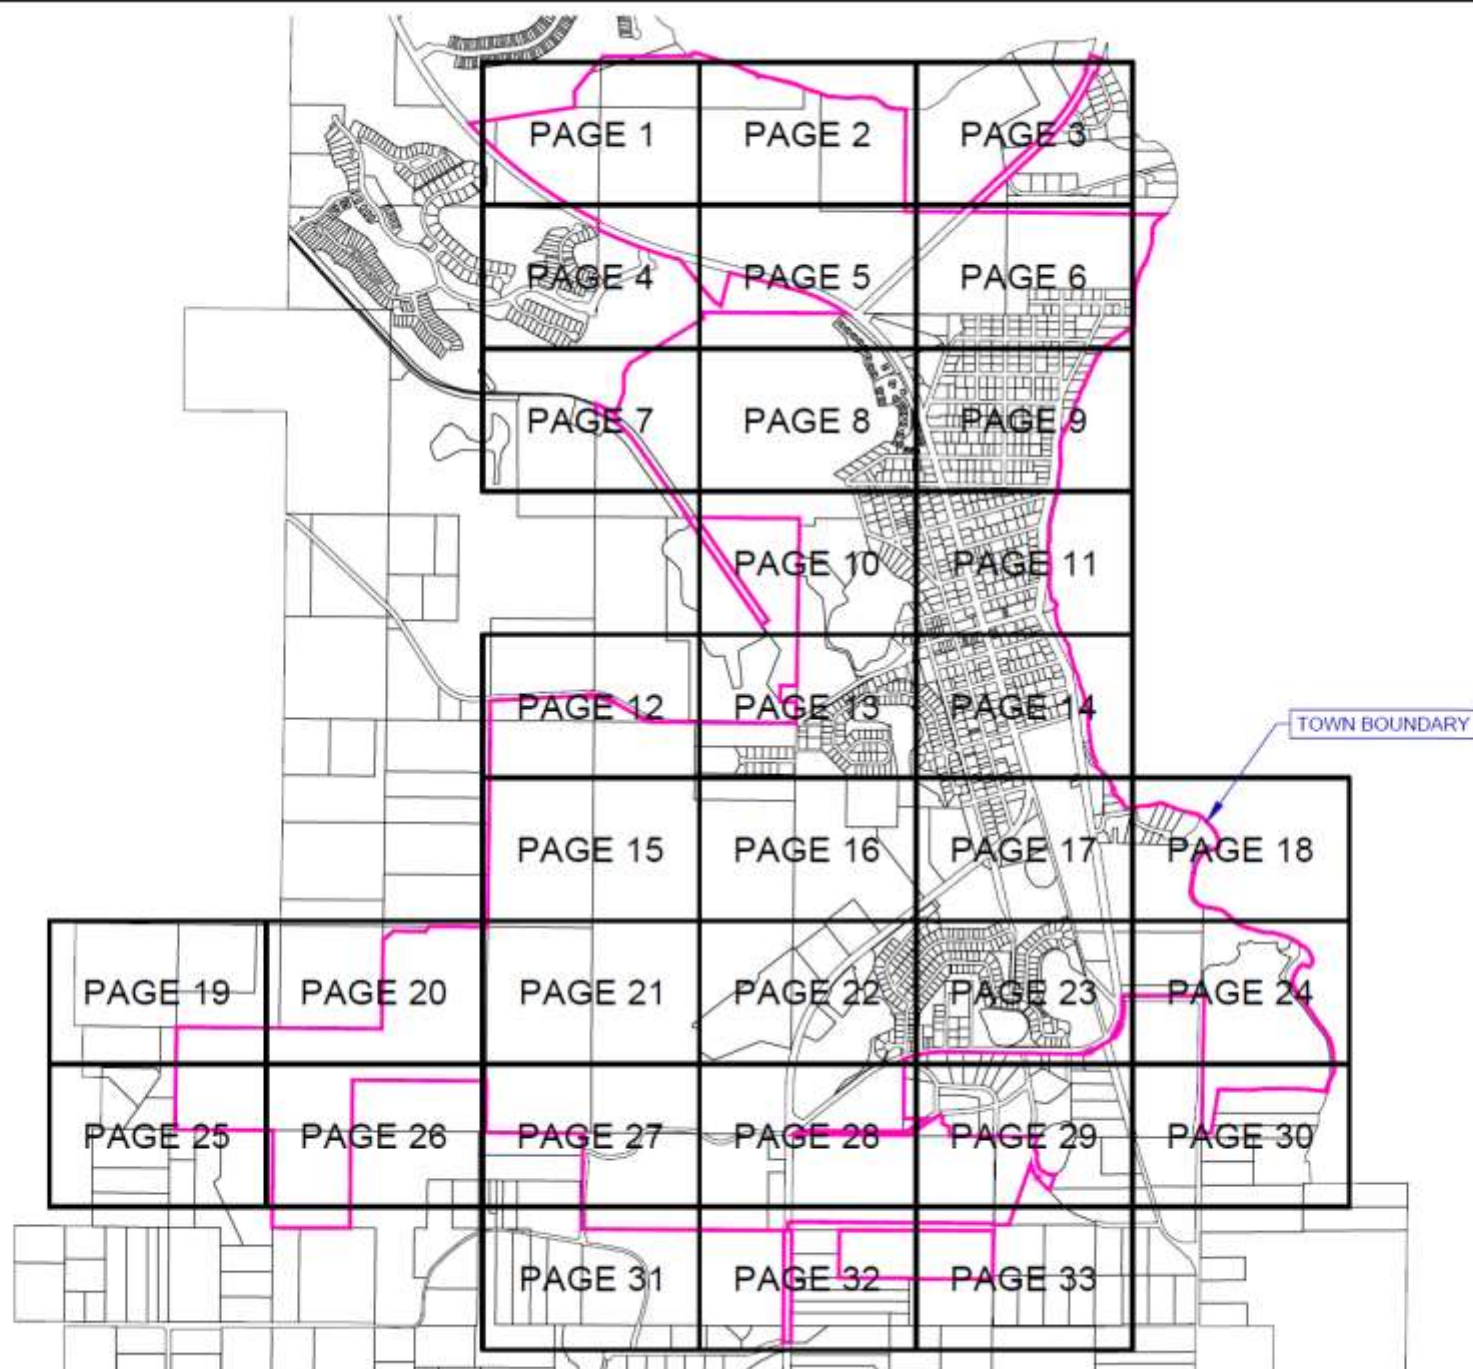 PAGE 1
PAGE 2
PAGE 3
PAGE 4
PAGE 5
PAGE 6
PAGE 7
PAGE 8
PAGE 9
PAGE 10
PAGE 11
PAGE 12
PAGE 13
PAGE 14
TOWN BOUNDARY
PAGE 15
PAGE 16
PAGE 17
PAGE 18
PAGE 19
PAGE 20
PAGE 21
PAGE 22
PAGE 23
PAGE 24
PAGE 25
PAGE 26
PAGE 27
PAGE 28
PAGE 29
PAGE 30
PAGE 31
PAGE 32
PAGE 33